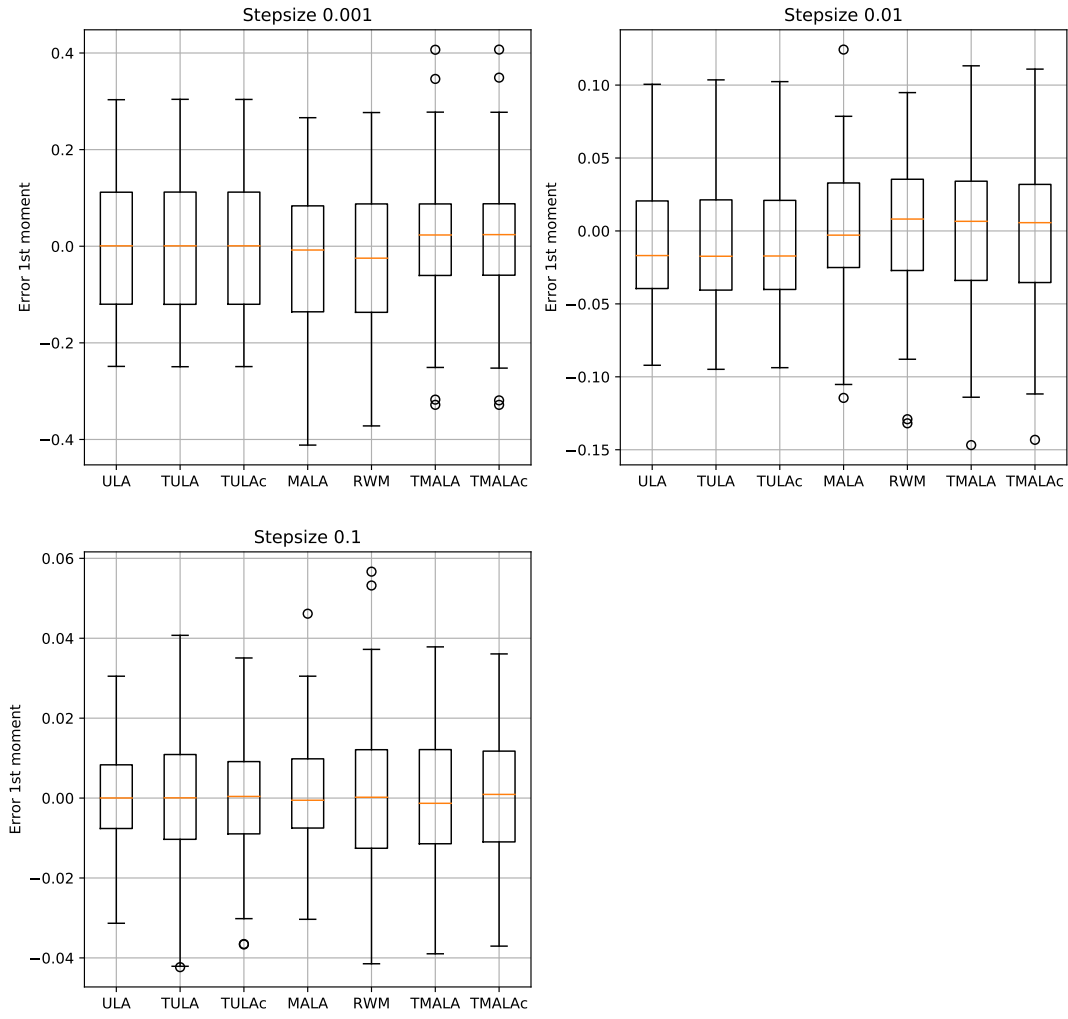 Stepsize 0.001
Error 1st moment
0.4
0.2
0.0
−0.2
−0.4
ULA TULA TULAc MALA RWM TMALA TMALAc
Stepsize 0.01
Error 1st moment
0.10
0.05
0.00
−0.05
−0.10
−0.15
ULA TULA TULAc MALA RWM TMALA TMALAc
Stepsize 0.1
Error 1st moment
0.06
0.04
0.02
0.00
−0.02
−0.04
ULA TULA TULAc MALA RWM TMALA TMALAc